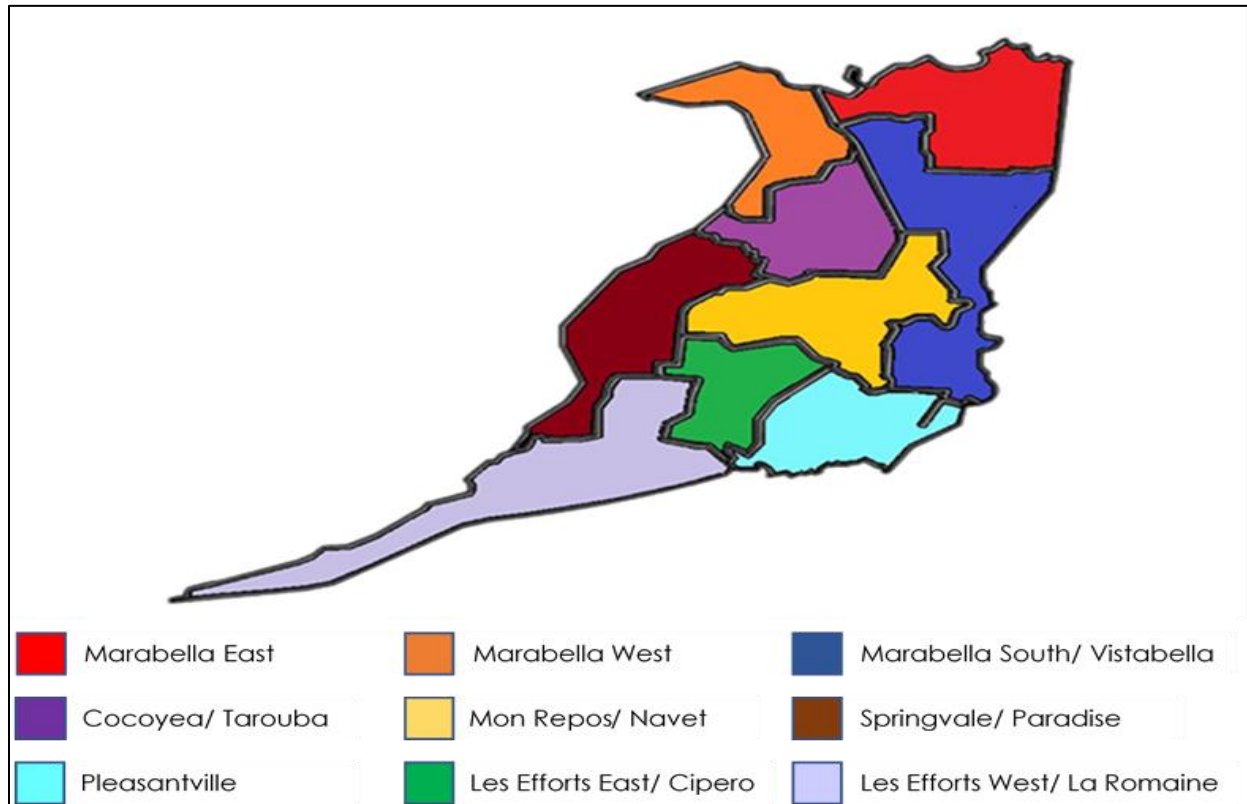 Marabella East
Marabella West
Marabella South/ Vistabella
Cocoyea/ Tarouba
Mon Repos/ Navet
Springvale/ Paradise
Pleasantville
Les Efforts East/ Cipero
Les Efforts West/ La Romaine